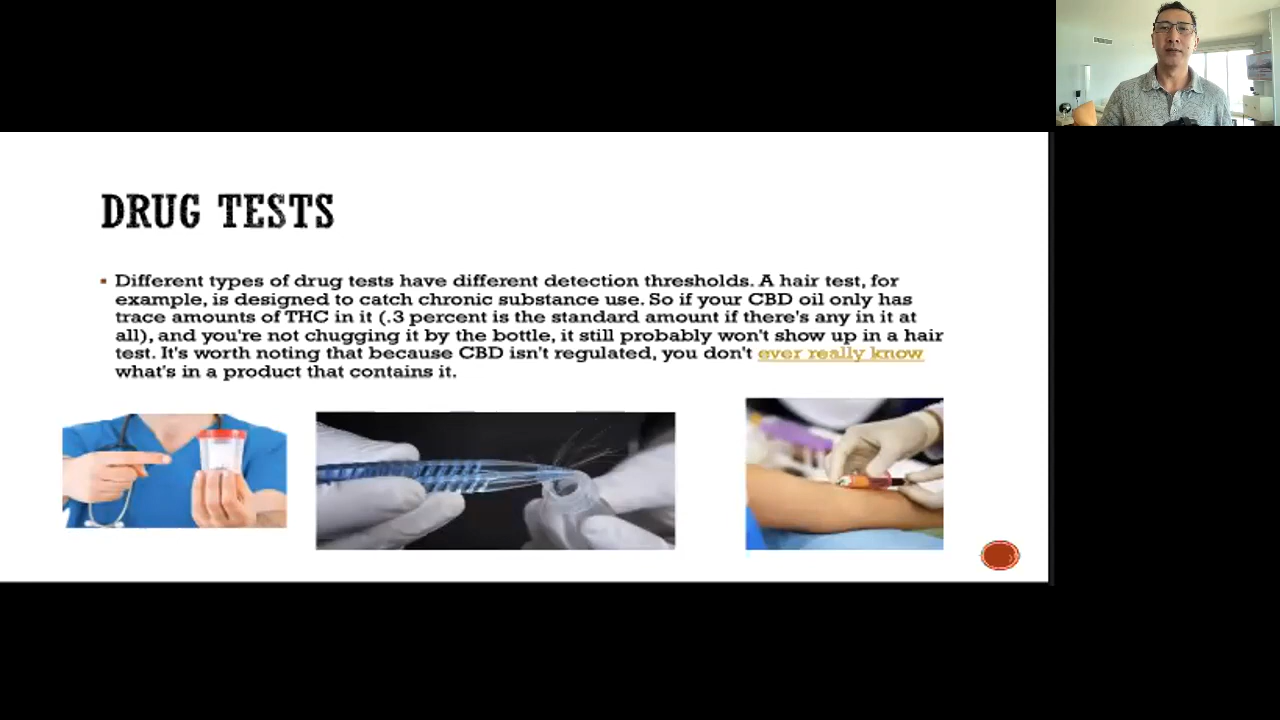 DRUG TESTS
▪ Different types of drug tests have different detection thresholds. A hair test, for
example, is designed to catch chronic substance use. So if your CBD oil only has
trace amounts of THC in it (.3 percent is the standard amount if there's any in it at
all), and you're not chugging it by the bottle, it still probably won't show up in a hair
test. It's worth noting that because CBD isn't regulated, you don't ever really know
what's in a product that contains it.